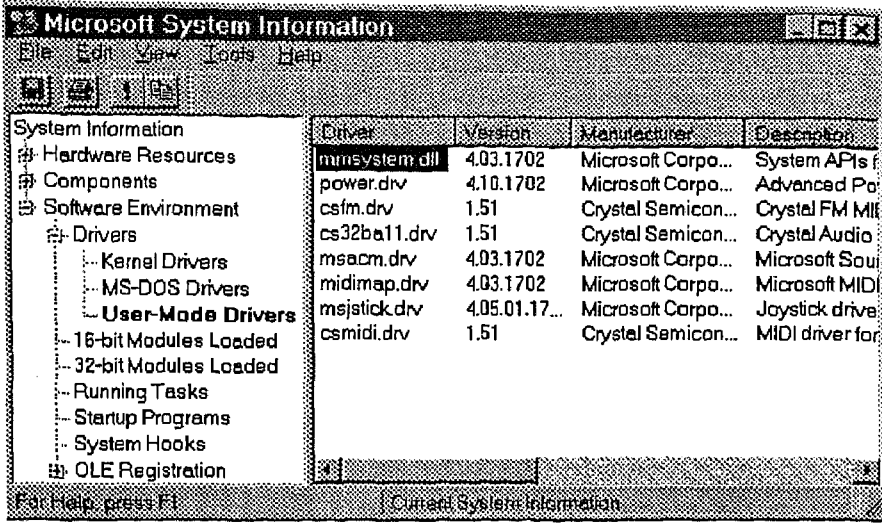 Microsoft System Information
File Edit View Tools Help
System Information
Hardware Resources
Components
Software Environment
Drivers
Kernel Drivers
MS-DOS Drivers
User-Mode Drivers
16-bit Modules Loaded
32-bit Modules Loaded
Running Tasks
Startup Programs
System Hooks
OLE Registration
Driver Version Manufacturer Description
mmsystem.dll 4.03.1702 Microsoft Corpo... System APIs f
power.drv 4.10.1702 Microsoft Corpo... Advanced Po
csfm.drv 1.51 Crystal Semicon... Crystal FM MI
cs32ba11.drv 1.51 Crystal Semicon... Crystal Audio
msacm.drv 4.03.1702 Microsoft Corpo... Microsoft Sou
midimap.drv 4.03.1702 Microsoft Corpo... Microsoft MIDI
msjstick.drv 4.05.01.17... Microsoft Corpo... Joystick drive
csmidi.drv 1.51 Crystal Semicon... MIDI driver for
For Help, press F1 Current System Information